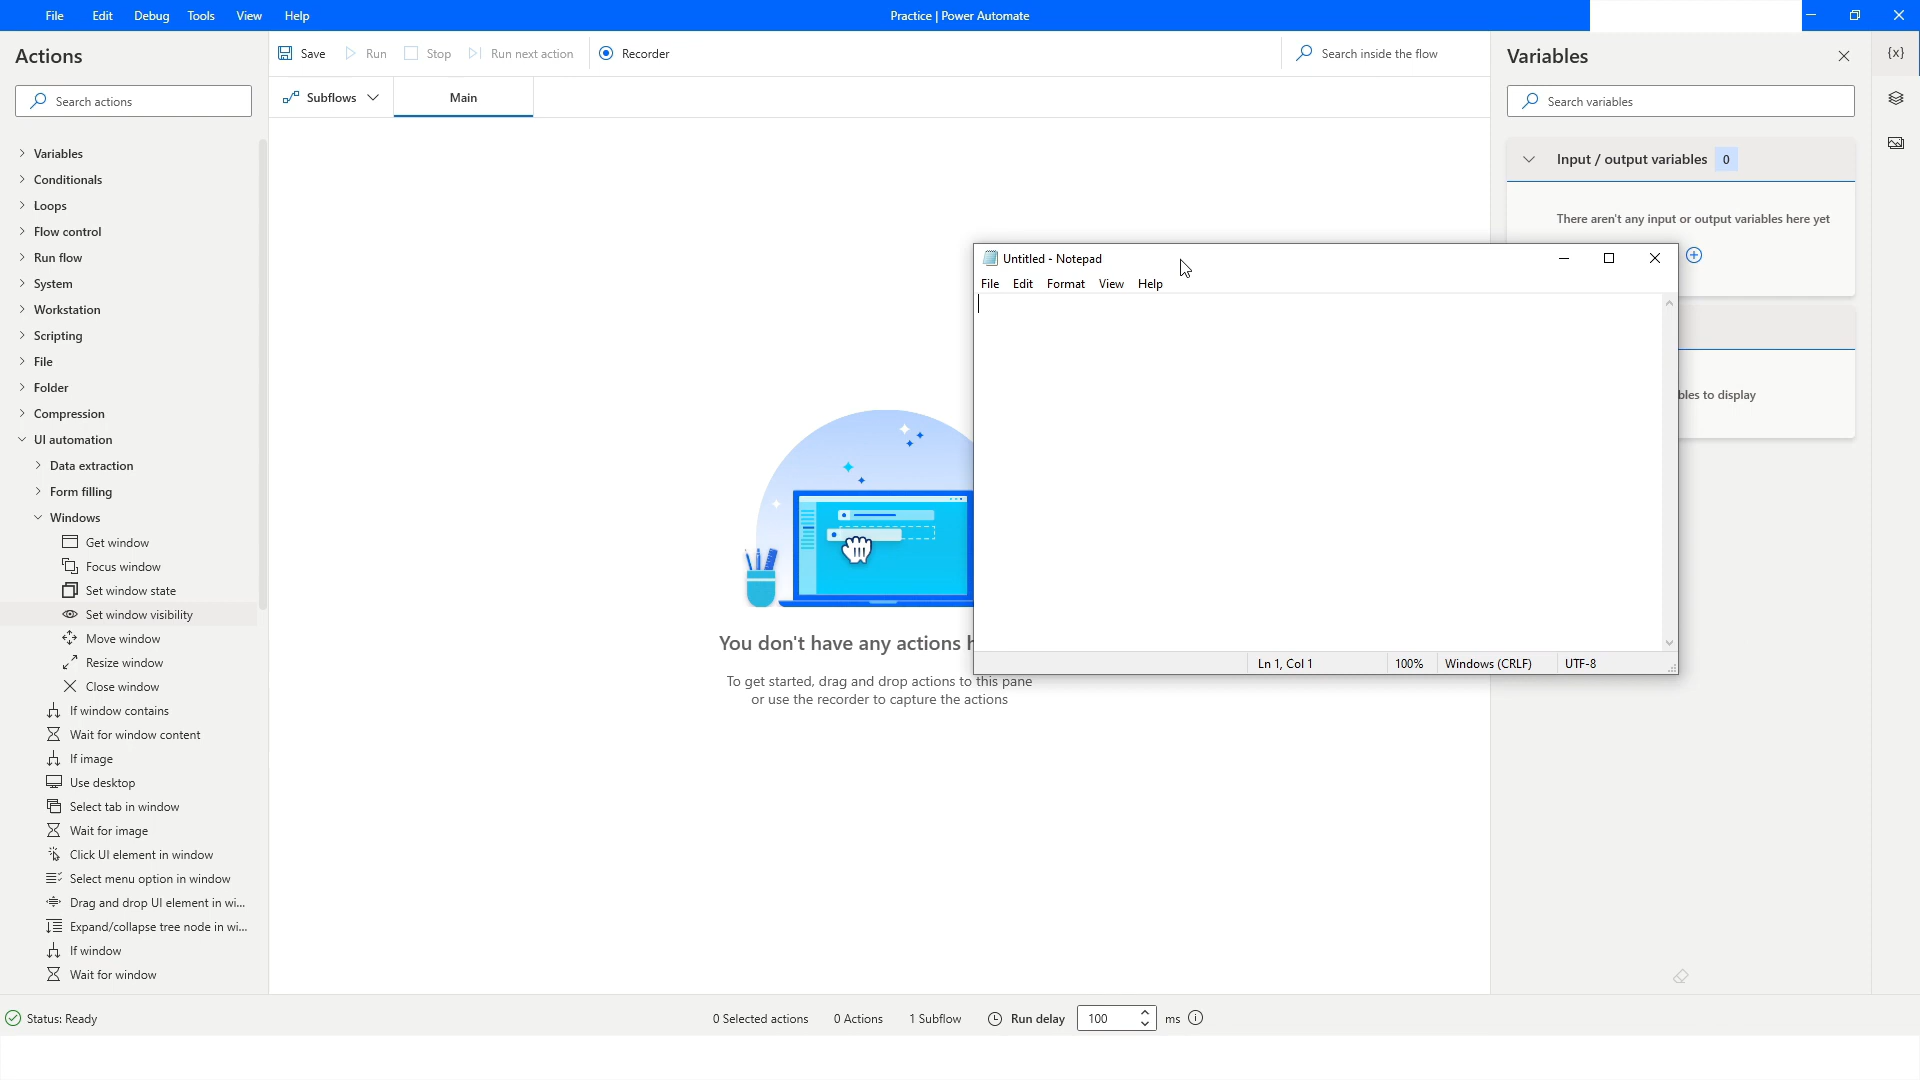 File Edit Debug Tools View Help
Practice | Power Automate
Actions
Search actions
Variables
Conditionals
Loops
Flow control
Run flow
System
Workstation
Scripting
File
Folder
Compression
UI automation
Data extraction
Form filling
Windows
Get window
Focus window
Set window state
Set window visibility
Move window
Resize window
Close window
If window contains
Wait for window content
If image
Use desktop
Select tab in window
Wait for image
Click UI element in window
Select menu option in window
Drag and drop UI element in wi...
Expand/collapse tree node in wi...
If window
Wait for window
Save Run Stop Run next action Recorder
Search inside the flow
Subflows Main
You don't have any actions
To get started, drag and drop actions to this pane
or use the recorder to capture the actions
Untitled - Notepad
File Edit Format View Help
Ln 1, Col 1 100% Windows (CRLF) UTF-8
Variables
{x}
Search variables
Input / output variables 0
There aren't any input or output variables here yet
to display
Status: Ready
0 Selected actions 0 Actions 1 Subflow Run delay 100 ms